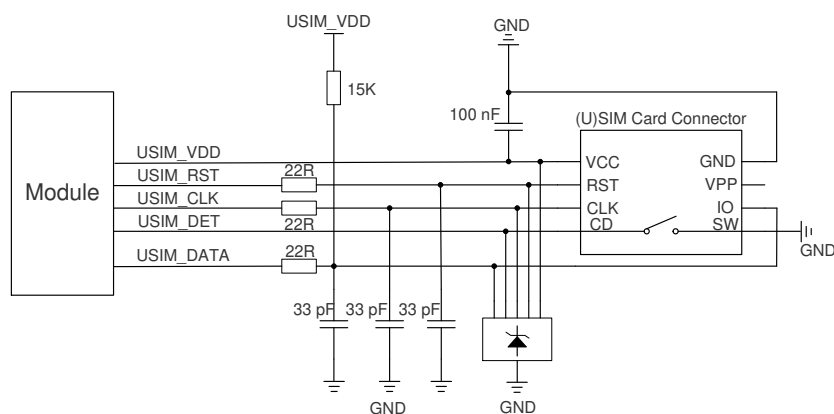 USIM_VDD
GND
15K
100 nF
(U)SIM Card Connector
Module
USIM_VDD
VCC
GND
USIM_RST
22R
RST
VPP
USIM_CLK
CLK
IO
USIM_DET
22R
CD
SW
GND
USIM_DATA
22R
33 pF
33 pF
33 pF
GND
GND